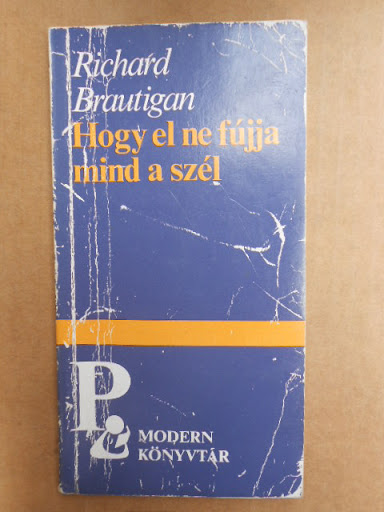 Richard
Brautigan
Hogy el ne fújja
mind a szél
P
MODERN
KÖNYVTÁR